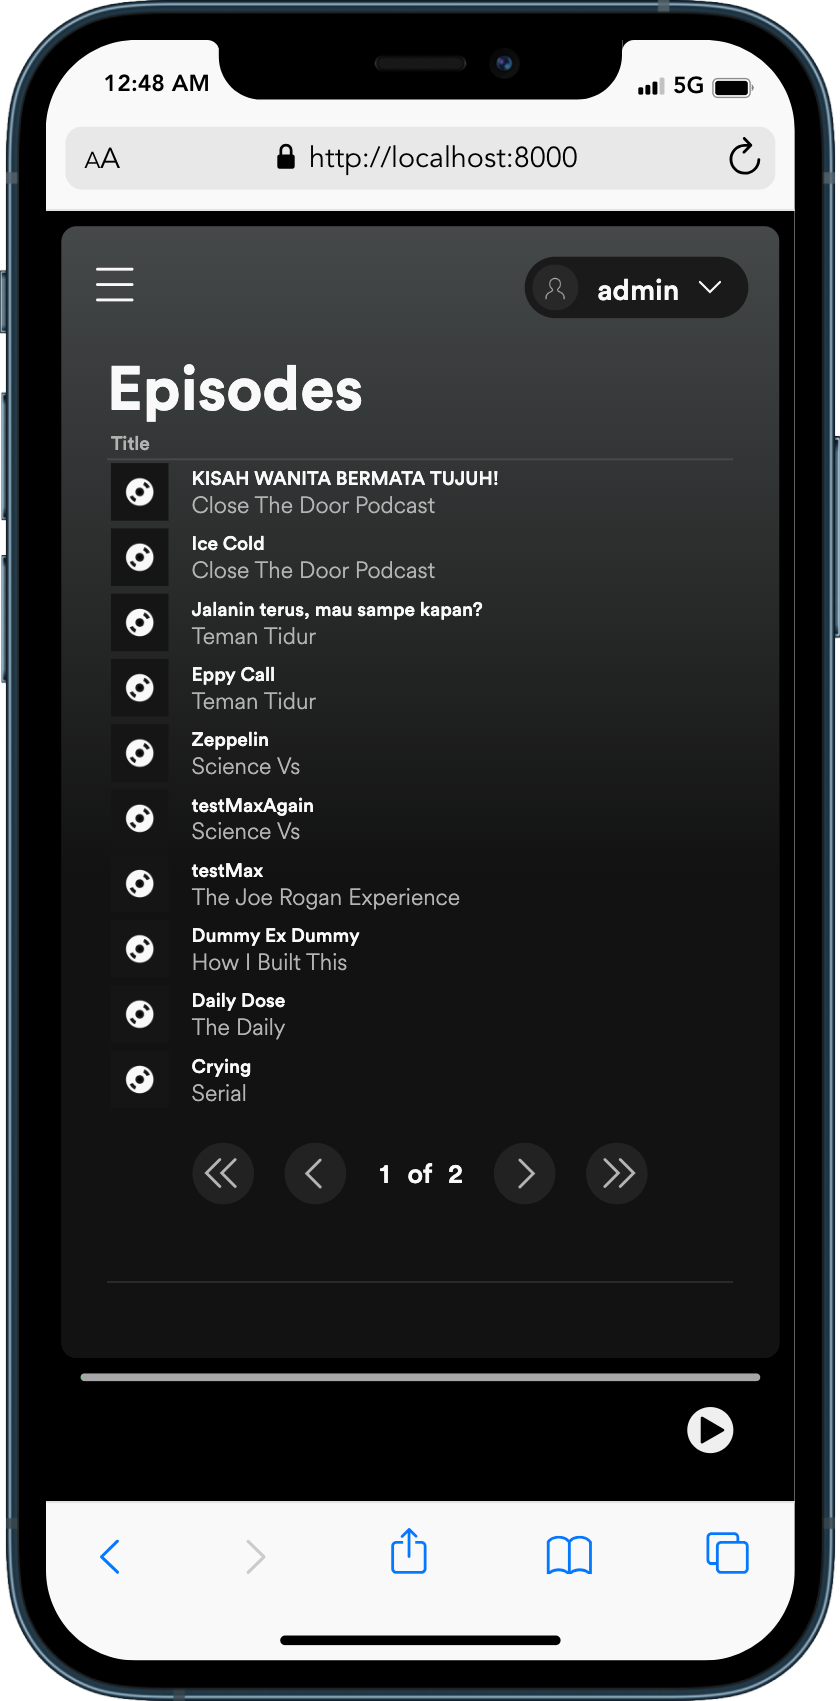 12:48 AM
5G
AA
http://localhost:8000
admin
Episodes
Title
KISAH WANITA BERMATA TUJUH!
Close The Door Podcast
Ice Cold
Close The Door Podcast
Jalanin terus, mau sampe kapan?
Teman Tidur
Eppy Call
Teman Tidur
Zeppelin
Science Vs
testMaxAgain
Science Vs
testMax
The Joe Rogan Experience
Dummy Ex Dummy
How I Built This
Daily Dose
The Daily
Crying
Serial
1 of 2